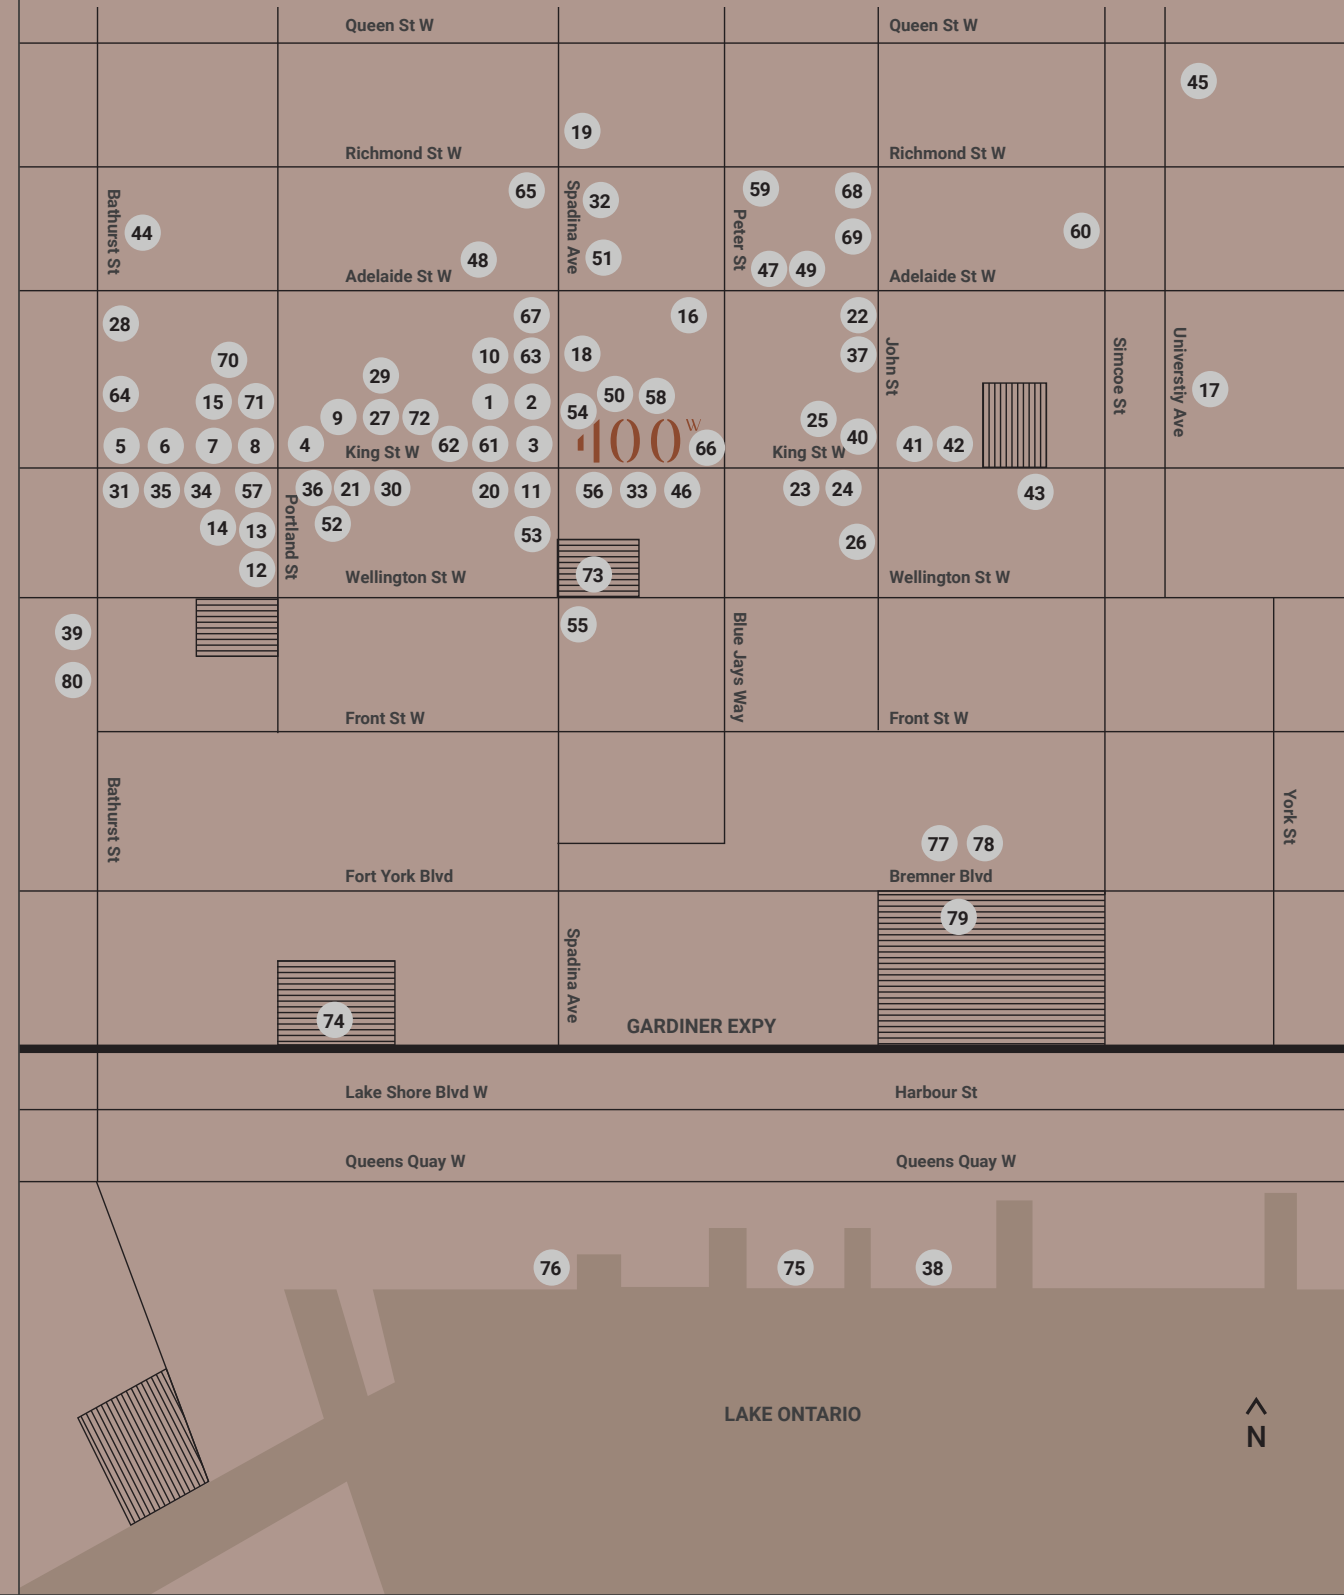 Queen St W
Queen St W
45
19
Richmond St W
Richmond St W
65
Spadina Ave
32
59
68
Bathurst St
44
Peter St
69
60
48
51
47
49
Adelaide St W
Adelaide St W
28
67
16
22
70
10
63
18
37
John St
Simcoe St
Universtiy Ave
29
64
15
71
1
2
50
58
17
9
27
72
54
25
400 W
5
6
7
8
4
King St W
62
61
3
66
King St W
40
41
42
31
35
34
57
36
21
30
20
11
56
33
46
23
24
43
14
13
Portland St
52
53
26
12
Wellington St W
73
Wellington St W
39
55
Blue Jays Way
80
Front St W
Front St W
Bathurst St
York St
77
78
Fort York Blvd
Bremner Blvd
79
Spadina Ave
74
GARDINER EXPY
Lake Shore Blvd W
Harbour St
Queens Quay W
Queens Quay W
76
75
38
LAKE ONTARIO
N